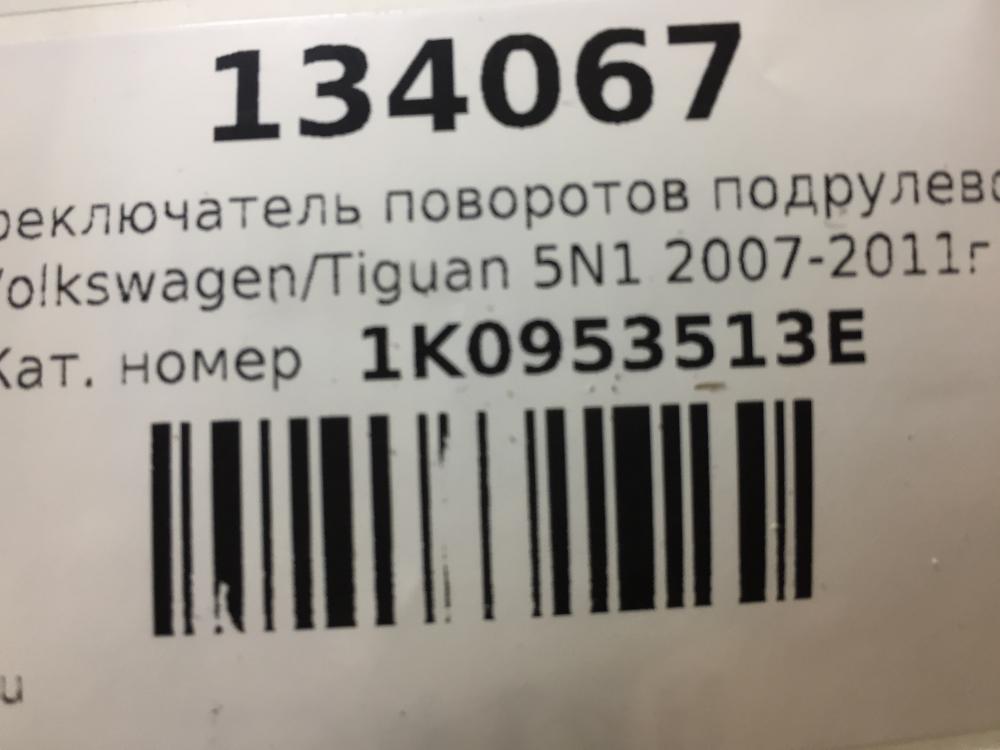 134067
реключатель поворотов подрулево
Volkswagen/Tiguan 5N1 2007-2011г
Кат. номер 1K0953513E
u